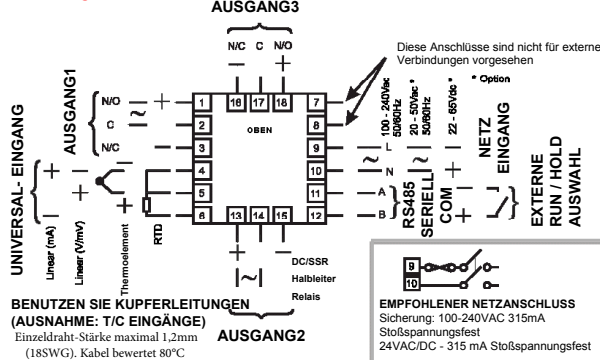 AUSGANG3
N/C C N/O
− +
Diese Anschlüsse sind nicht für externe
Verbindungen vorgesehen
* Option
AUSGANG1
N/O + 1
C ~ 2
N/C − 3
16 17 18
OBEN
7
8
9 L
10 N
11 A
12 B
100 - 240Vac
50/60Hz
20 - 50Vac *
50/60Hz
22 - 65Vdc *
~ ~ − +
NETZ
EINGANG
RS485
SERIELL
COM
+ −
EXTERNE
RUN / HOLD
AUSWAHL
UNIVERSAL- EINGANG
+ −
Linear (mA)
+ −
Linear (V/mV)
− +
Thermoelement
RTD
4
5
6
13 14 15
+ −
~
DC/SSR
Halbleiter
Relais
AUSGANG2
BENUTZEN SIE KUPFERLEITUNGEN
(AUSNAHME: T/C EINGÄNGE)
Einzeldraht-Stärke maximal 1,2mm
(18SWG). Kabel bewertet 80°C
9
10
EMPFOHLENER NETZANSCHLUSS
Sicherung: 100-240VAC 315mA
Stoßspannungsfest
24VAC/DC - 315 mA Stoßspannungsfest